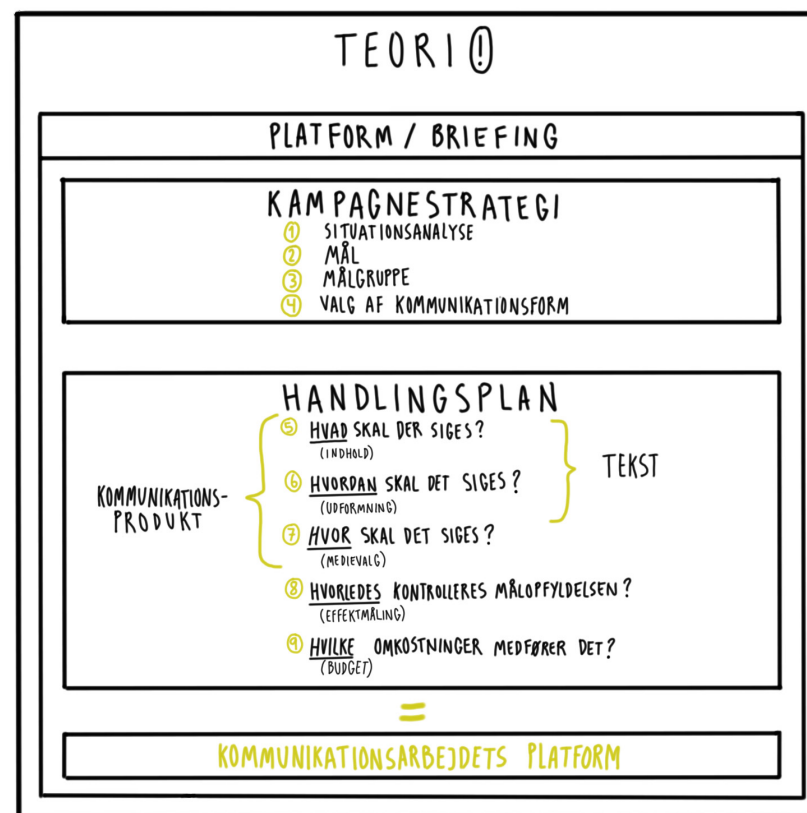 TEORI!
PLATFORM / BRIEFING
KAMPAGNESTRATEGI
1 SITUATIONSANALYSE
2 MÅL
3 MÅLGRUPPE
4 VALG AF KOMMUNIKATIONSFORM
HANDLINGSPLAN
5 HVAD SKAL DER SIGES?
(INDHOLD)
6 HVORDAN SKAL DET SIGES?
(UDFORMNING)
7 HVOR SKAL DET SIGES?
(MEDIEVALG)
8 HVORLEDES KONTROLLERES MÅLOPFYLDELSEN?
(EFFEKTMÅLING)
9 HVILKE OMKOSTNINGER MEDFØRER DET?
(BUDGET)
KOMMUNIKATIONS-
PRODUKT
TEKST
=
KOMMUNIKATIONSARBEJDETS PLATFORM